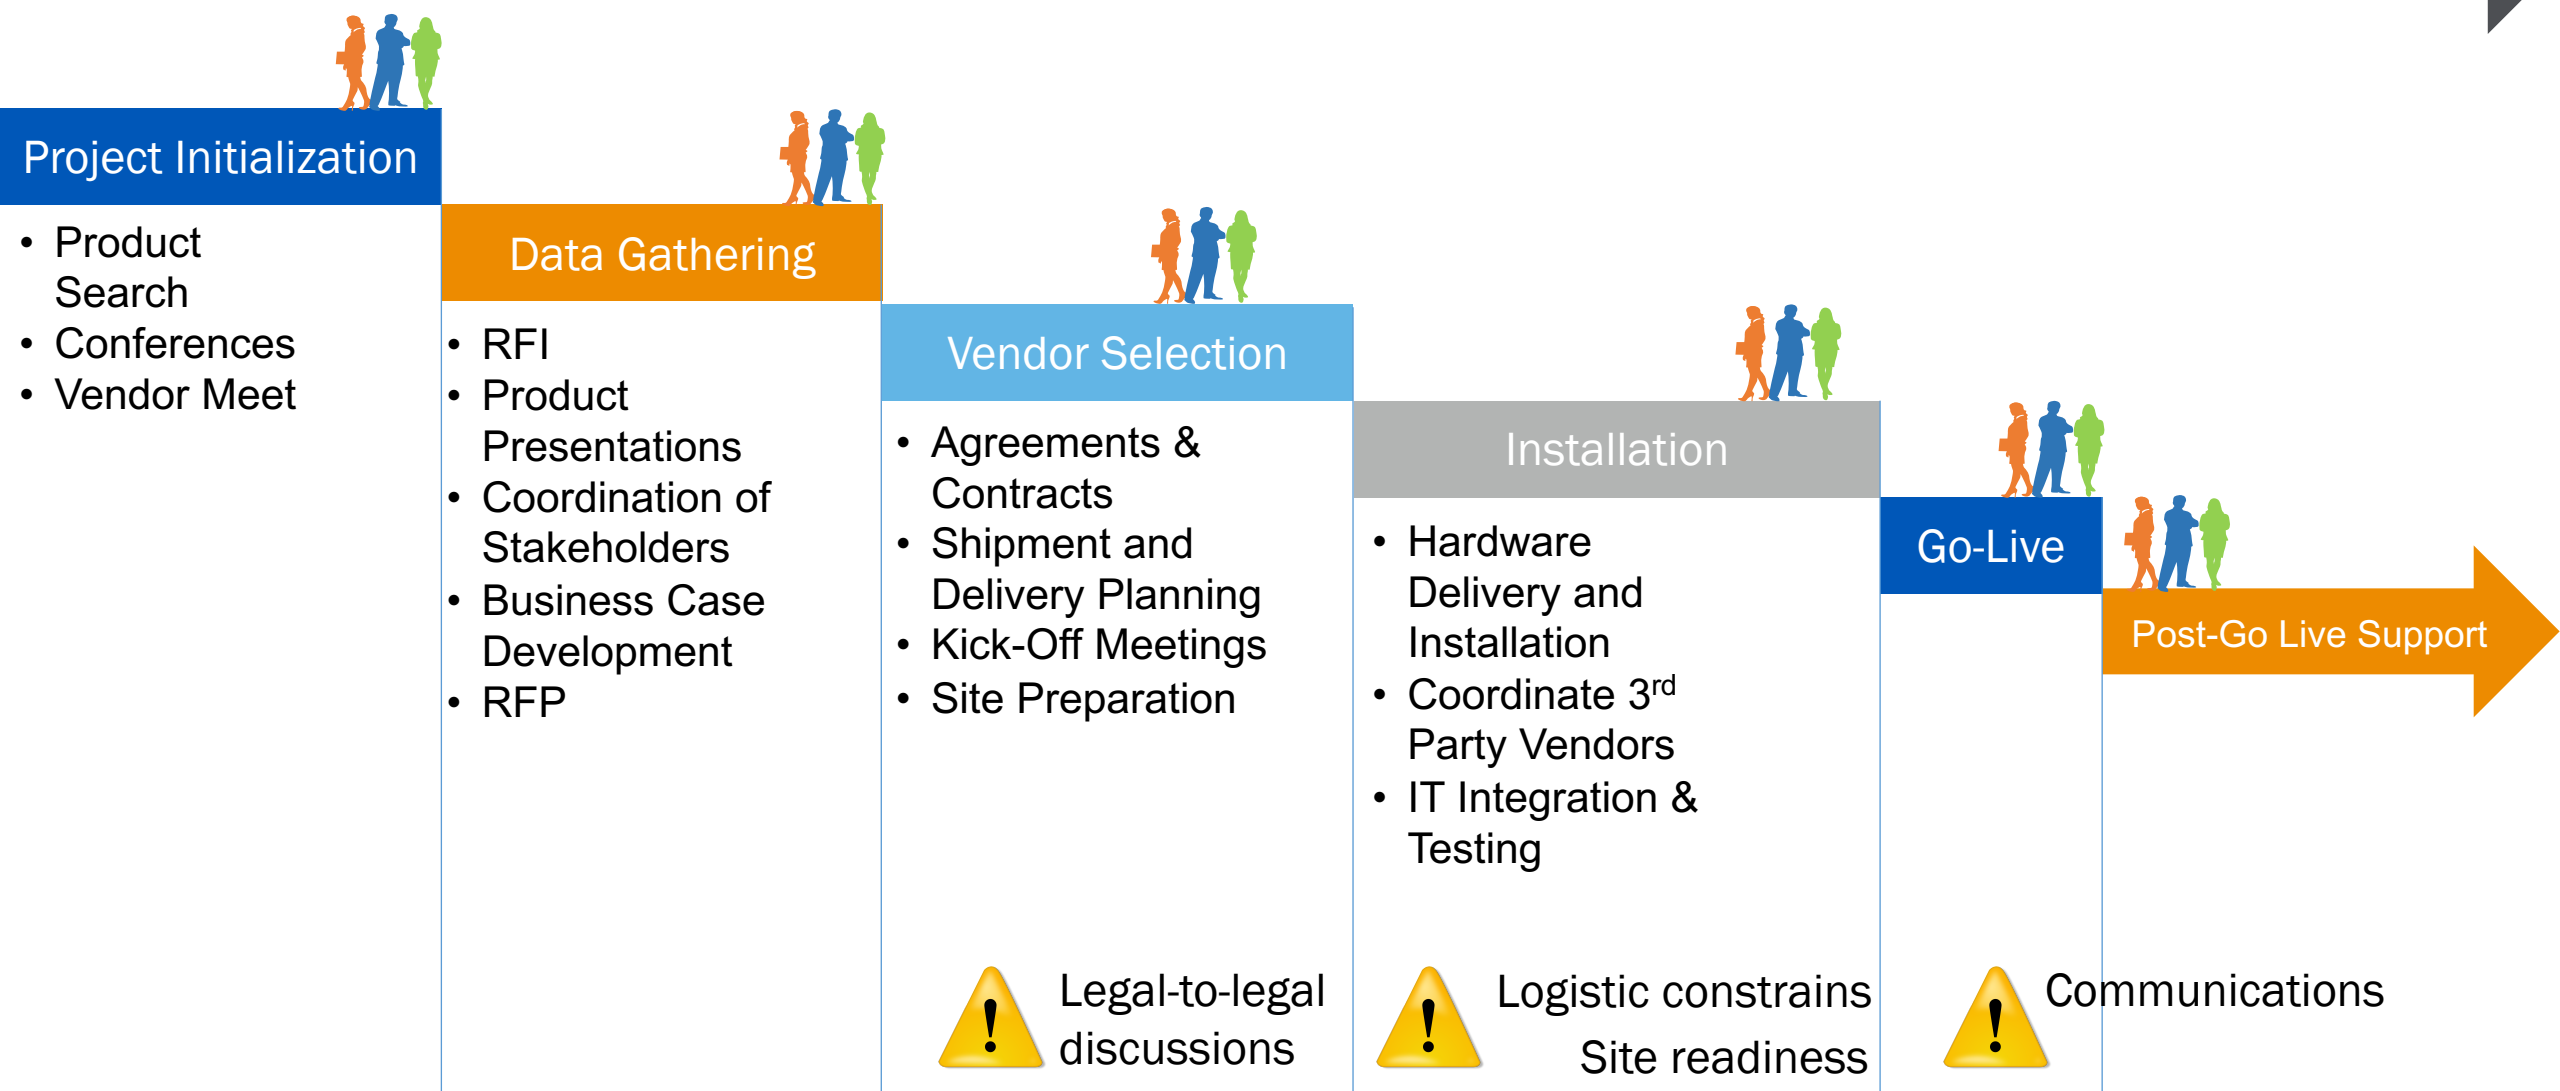 Project Initialization
• Product
Search
• Conferences
• Vendor Meet
Data Gathering
• RFI
• Product
Presentations
• Coordination of
Stakeholders
• Business Case
Development
• RFP
Vendor Selection
• Agreements &
Contracts
• Shipment and
Delivery Planning
• Kick-Off Meetings
• Site Preparation
Legal-to-legal
discussions
Installation
• Hardware
Delivery and
Installation
• Coordinate 3rd
Party Vendors
• IT Integration &
Testing
Logistic constrains
Site readiness
Go-Live
Communications
Post-Go Live Support